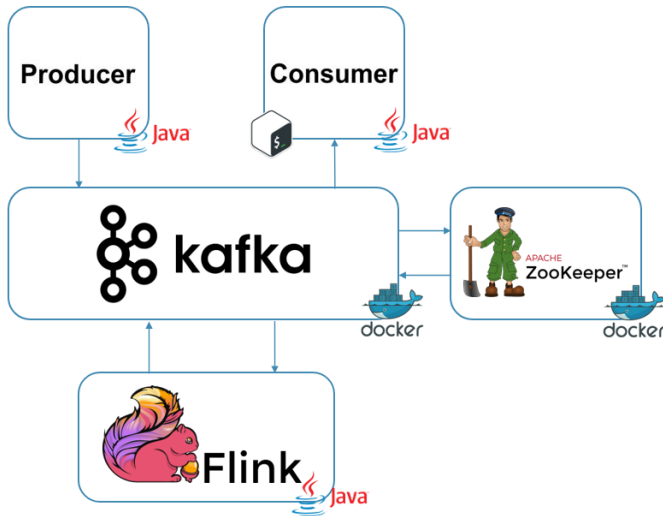 Producer
Java
Consumer
$_
Java
kafka
docker
APACHE
ZooKeeper™
docker
Flink
Java